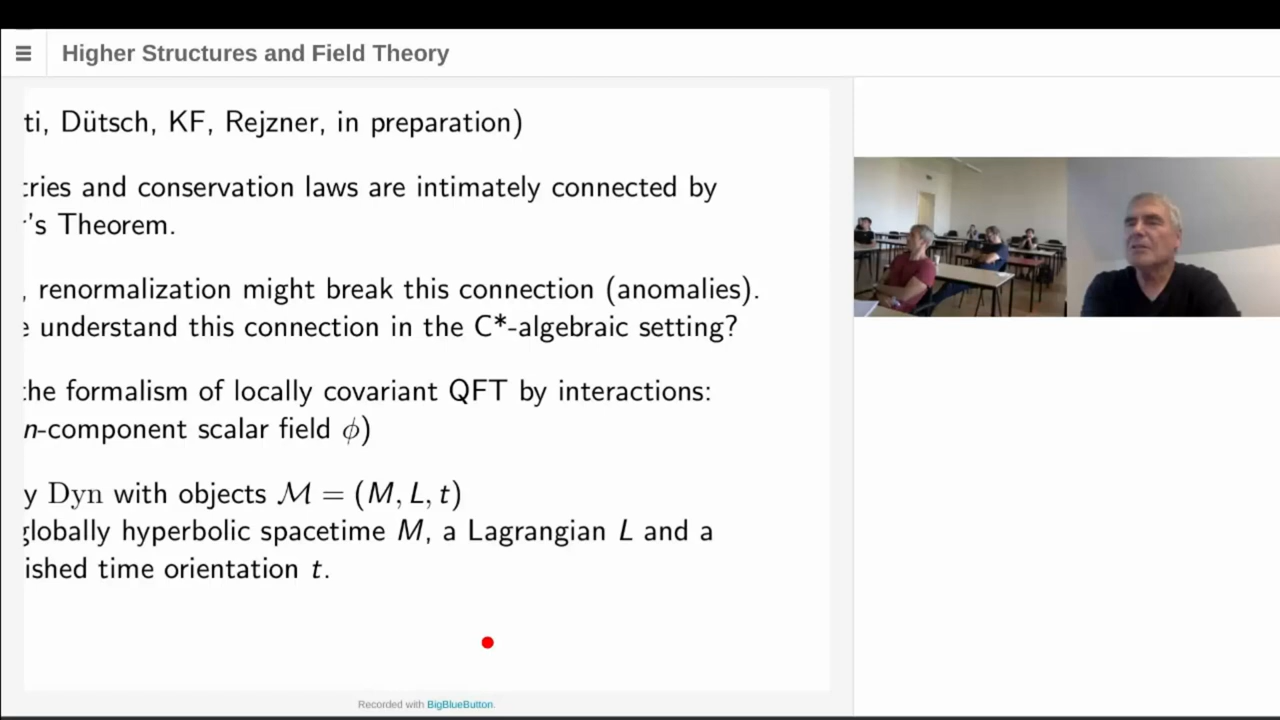 Higher Structures and Field Theory
ti, Dütsch, KF, Rejzner, in preparation)
ries and conservation laws are intimately connected by
's Theorem.
, renormalization might break this connection (anomalies).
understand this connection in the C*-algebraic setting?
the formalism of locally covariant QFT by interactions:
n-component scalar field ϕ)
y Dyn with objects ℳ = (M, L, t)
globally hyperbolic spacetime M, a Lagrangian L and a
ished time orientation t.
Recorded with BigBlueButton.